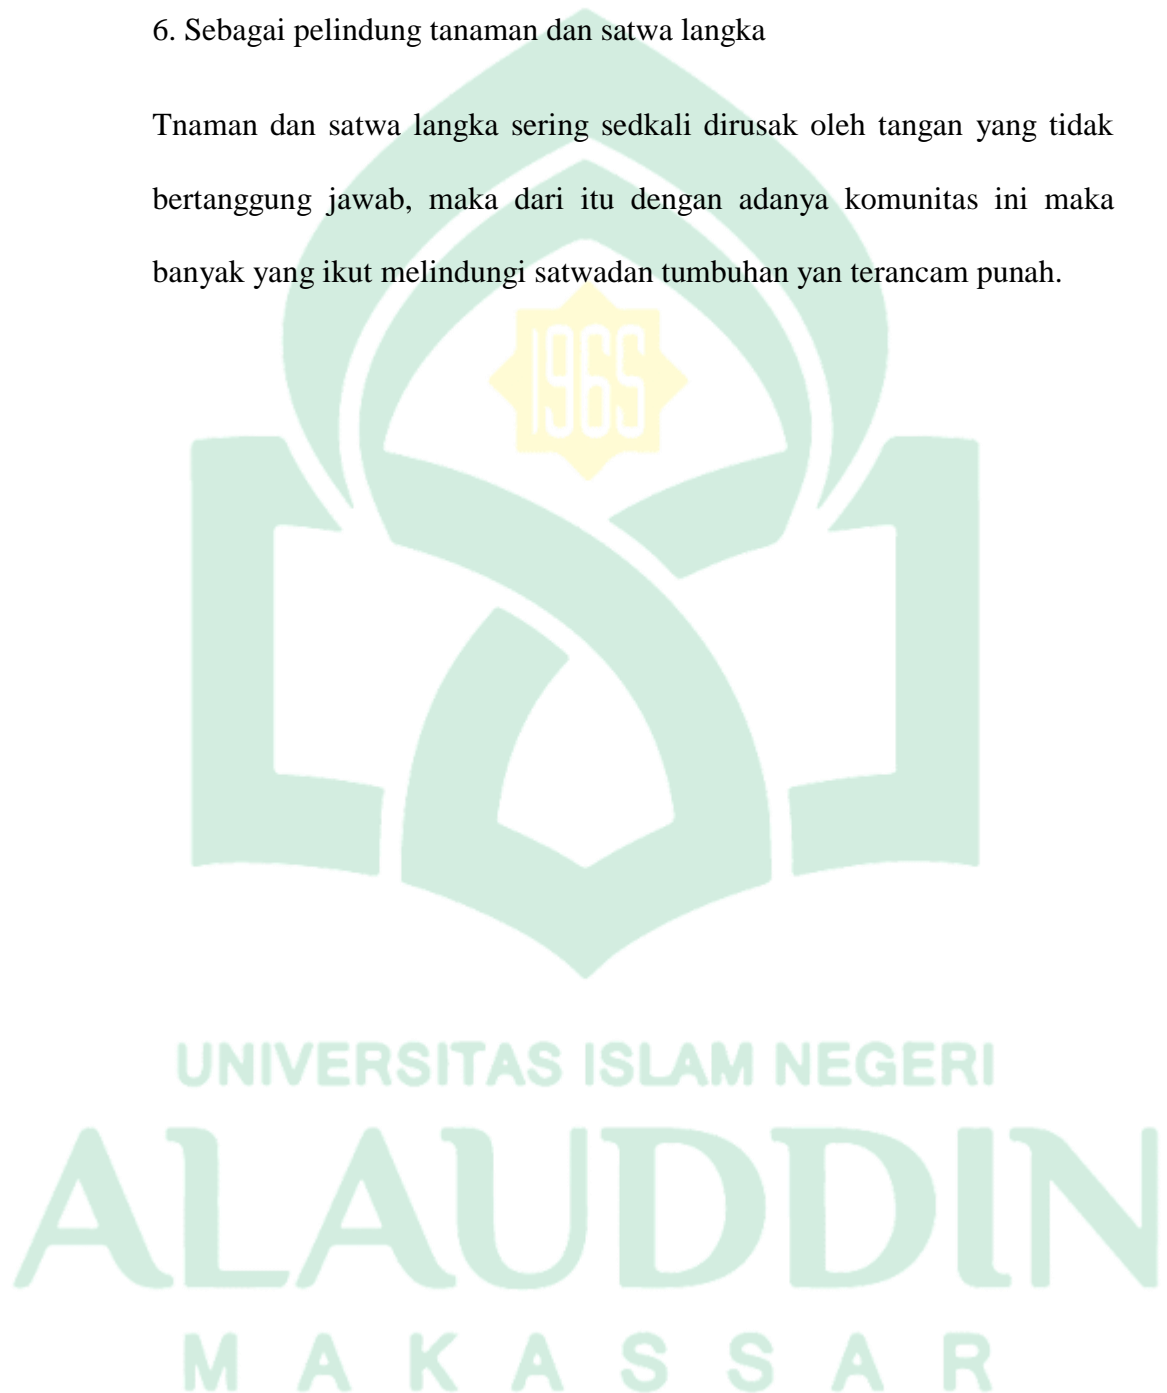 6. Sebagai pelindung tanaman dan satwa langka
Tnaman dan satwa langka sering sedkali dirusak oleh tangan yang tidak
bertanggung jawab, maka dari itu dengan adanya komunitas ini maka
banyak yang ikut melindungi satwadan tumbuhan yan terancam punah.
1965
UNIVERSITAS ISLAM NEGERI
ALAUDDIN
MAKASSAR